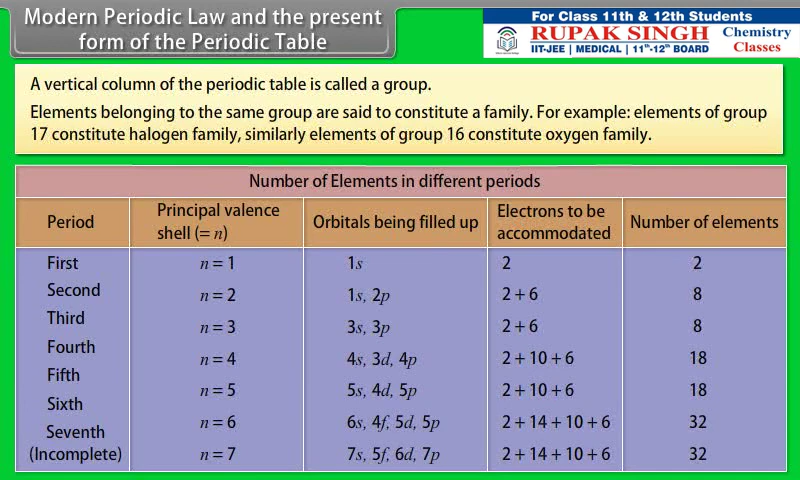 Modern Periodic Law and the present
form of the Periodic Table
For Class 11th & 12th Students
RUPAK SINGH
IIT-JEE | MEDICAL | 11th-12th BOARD
Chemistry
Classes
A vertical column of the periodic table is called a group.
Elements belonging to the same group are said to constitute a family. For example: elements of group
17 constitute halogen family, similarly elements of group 16 constitute oxygen family.
Number of Elements in different periods
Period | Principal valence shell (= n) | Orbitals being filled up | Electrons to be accommodated | Number of elements
First | n = 1 | 1s | 2 | 2
Second | n = 2 | 1s, 2p | 2 + 6 | 8
Third | n = 3 | 3s, 3p | 2 + 6 | 8
Fourth | n = 4 | 4s, 3d, 4p | 2 + 10 + 6 | 18
Fifth | n = 5 | 5s, 4d, 5p | 2 + 10 + 6 | 18
Sixth | n = 6 | 6s, 4f, 5d, 5p | 2 + 14 + 10 + 6 | 32
Seventh (Incomplete) | n = 7 | 7s, 5f, 6d, 7p | 2 + 14 + 10 + 6 | 32